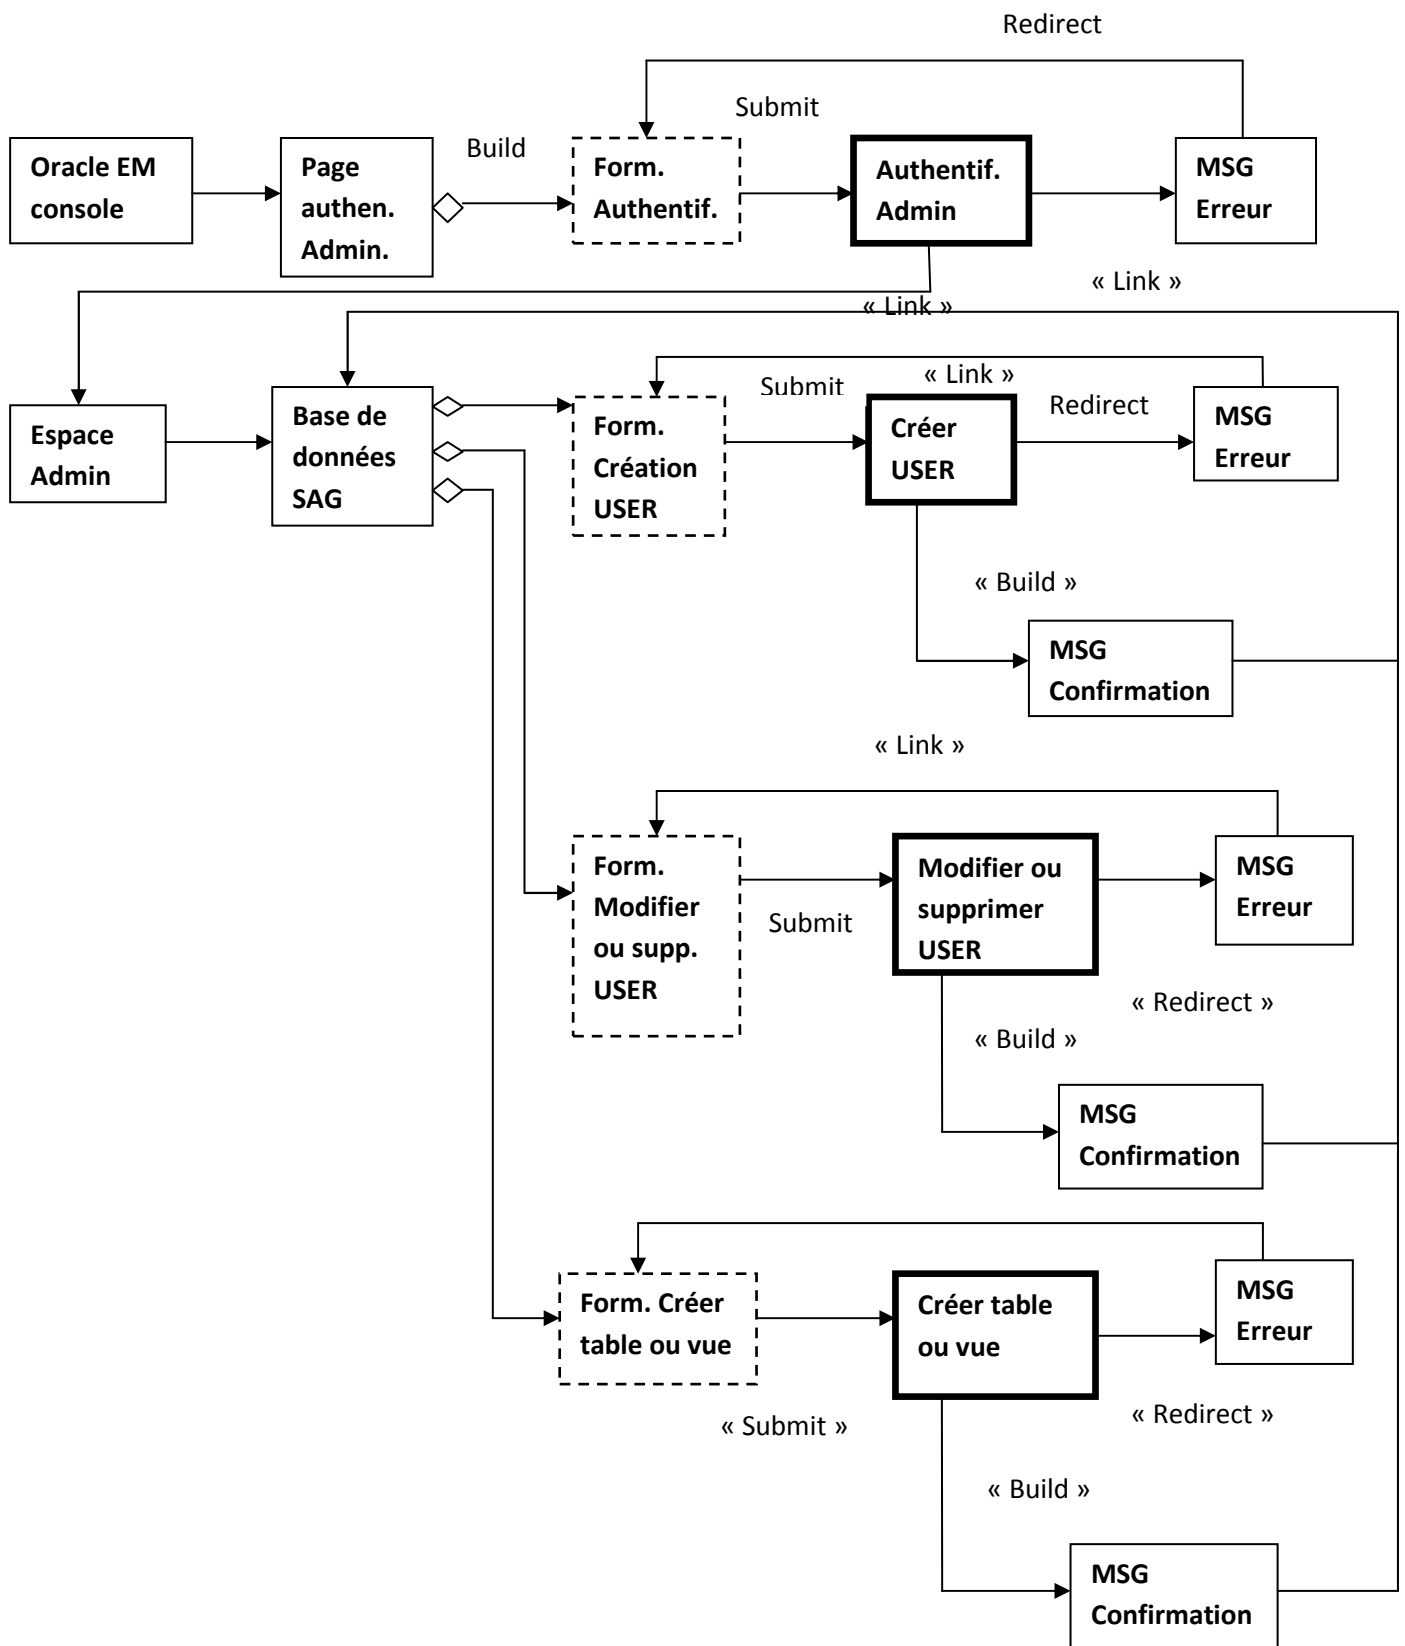 Redirect
Submit
Build
Oracle EM
console
Page
authen.
Admin.
Form.
Authentif.
Authentif.
Admin
MSG
Erreur
« Link »
« Link »
Submit
« Link »
Redirect
Espace
Admin
Base de
données
SAG
Form.
Création
USER
Créer
USER
MSG
Erreur
« Build »
MSG
Confirmation
« Link »
Form.
Modifier
ou supp.
USER
Submit
Modifier ou
supprimer
USER
MSG
Erreur
« Redirect »
« Build »
MSG
Confirmation
Form. Créer
table ou vue
Créer table
ou vue
MSG
Erreur
« Submit »
« Redirect »
« Build »
MSG
Confirmation